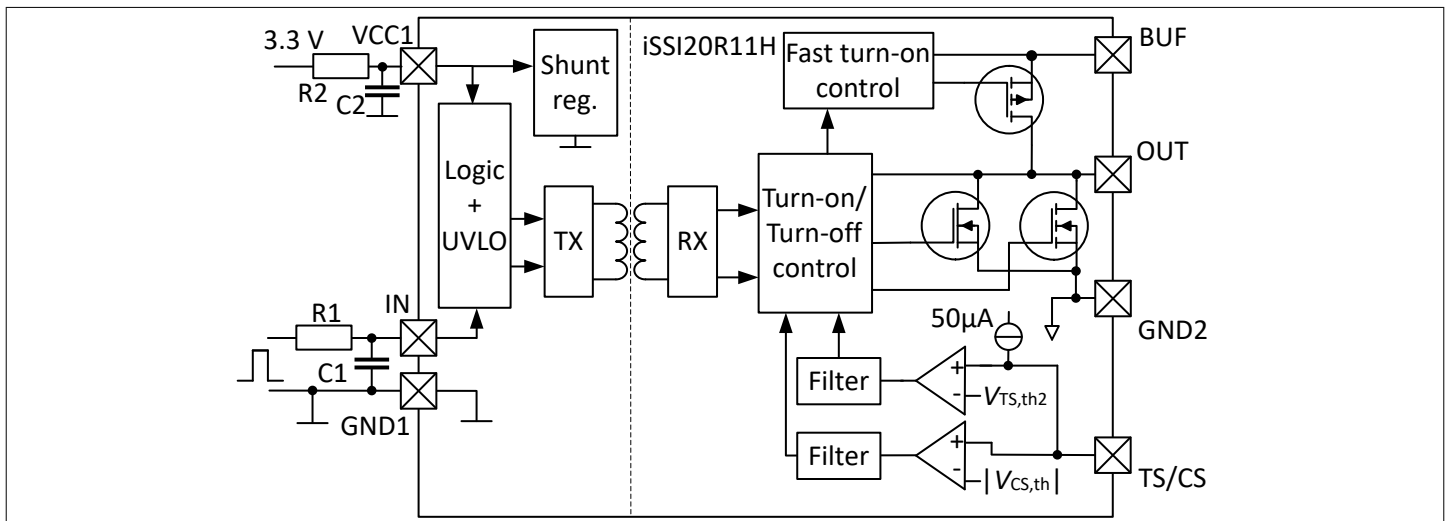 3.3 V
VCC1
R2
C2
Shunt
reg.
Logic
+
UVLO
TX
RX
IN
R1
C1
GND1
iSSI20R11H
Fast turn-on
control
BUF
OUT
Turn-on/
Turn-off
control
GND2
50µA
Filter
+
-
VTS,th2
Filter
+
-
|VCS,th|
TS/CS